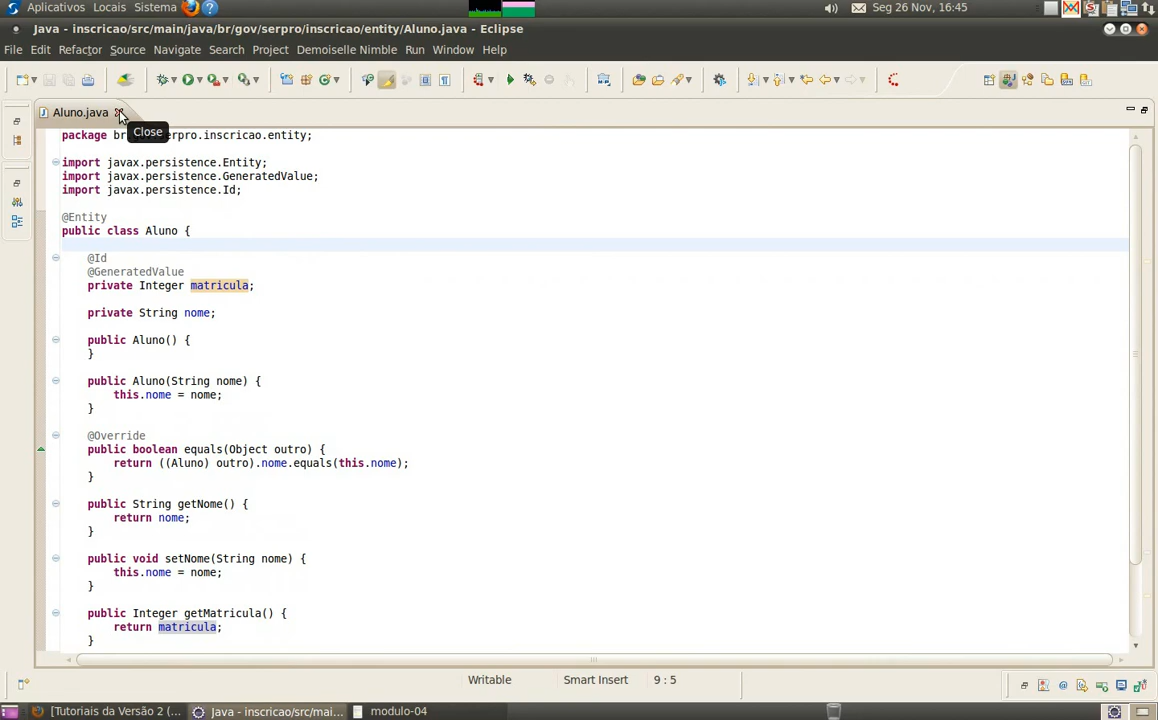 Aplicativos Locais Sistema Seg 26 Nov, 16:45
Java - inscricao/src/main/java/br/gov/serpro/inscricao/entity/Aluno.java - Eclipse
File Edit Refactor Source Navigate Search Project Demoiselle Nimble Run Window Help
Aluno.java
Close
package br erpro.inscricao.entity;
import javax.persistence.Entity;
import javax.persistence.GeneratedValue;
import javax.persistence.Id;
@Entity
public class Aluno {
@Id
@GeneratedValue
private Integer matricula;
private String nome;
public Aluno() {
}
public Aluno(String nome) {
this.nome = nome;
}
@Override
public boolean equals(Object outro) {
return ((Aluno) outro).nome.equals(this.nome);
}
public String getNome() {
return nome;
}
public void setNome(String nome) {
this.nome = nome;
}
public Integer getMatricula() {
return matricula;
}
Writable Smart Insert 9 : 5
[Tutoriais da Versão 2 (... Java - inscricao/src/mai... modulo-04